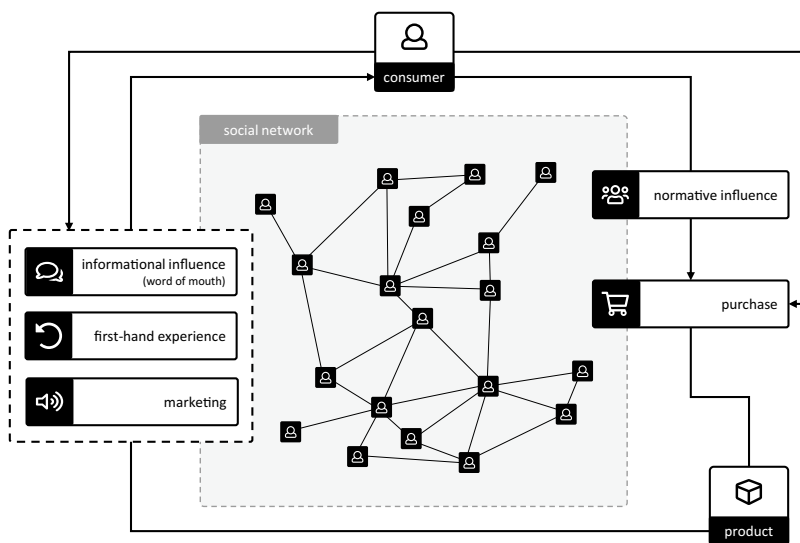 consumer
social network
normative influence
informational influence
(word of mouth)
purchase
first-hand experience
marketing
product